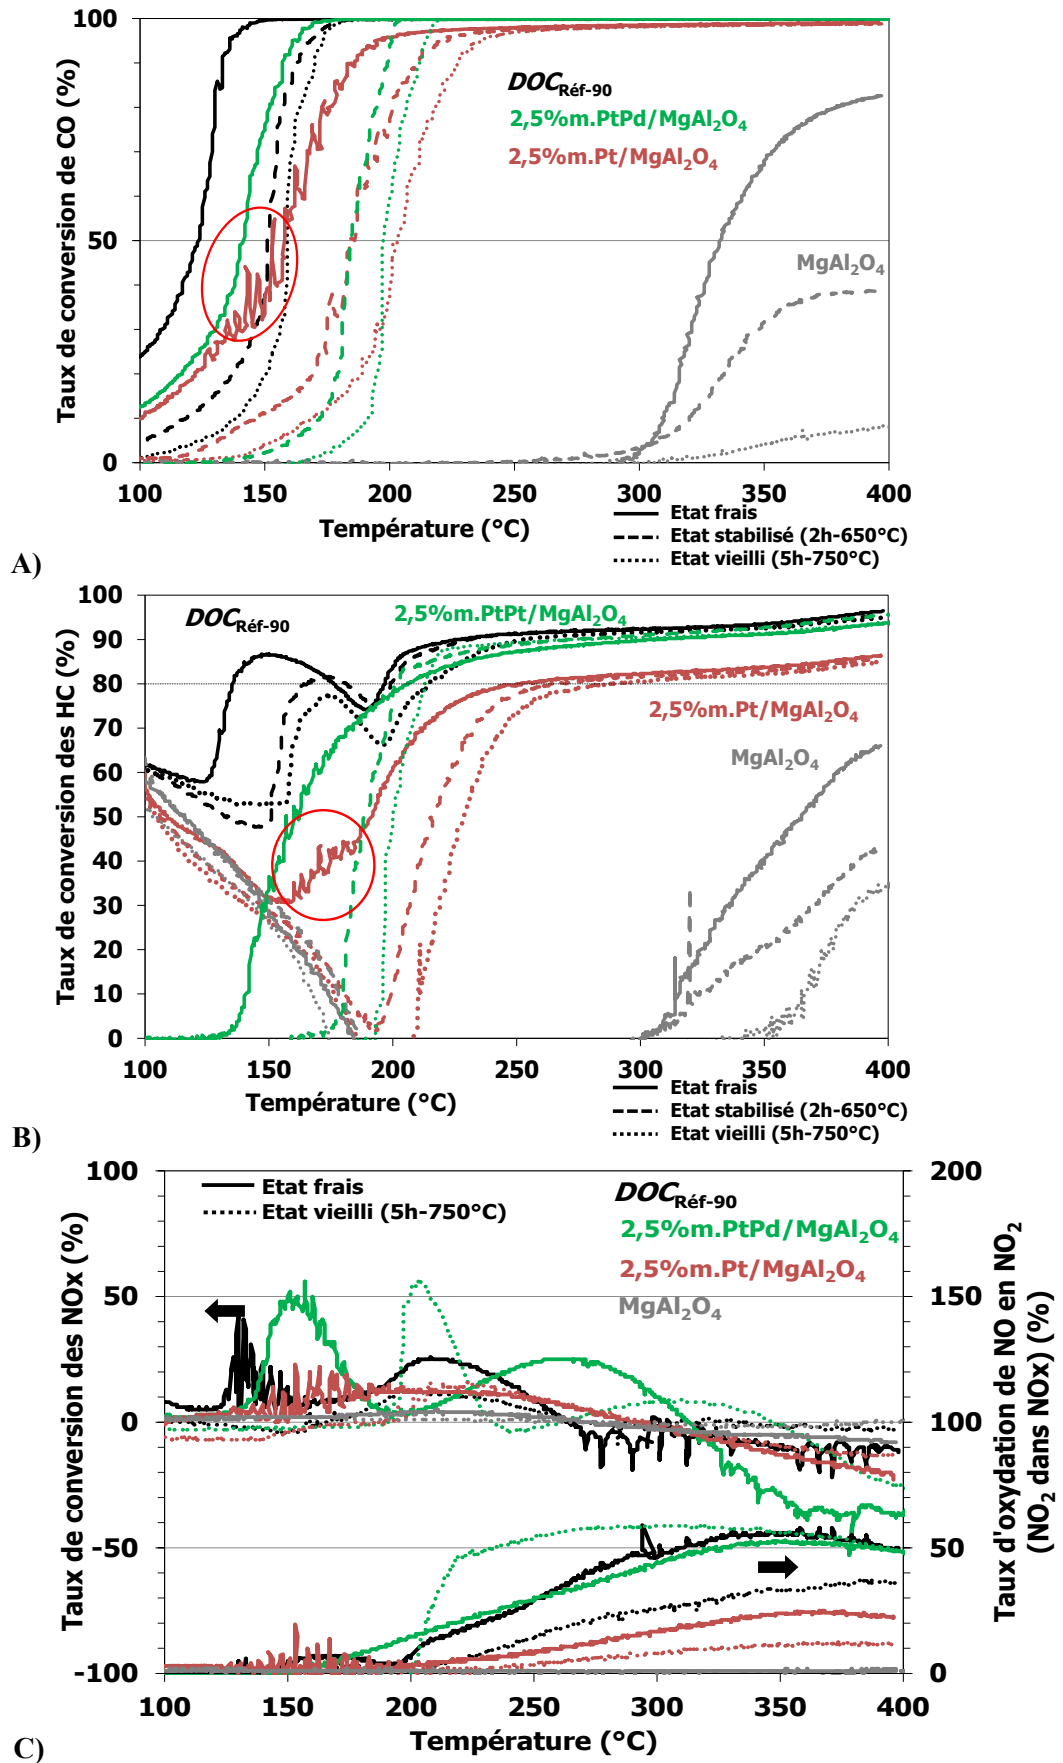 Taux de conversion de CO (%)
100
80
60
50
40
20
0
DOCRéf-90
2,5%m.PtPd/MgAl2O4
2,5%m.Pt/MgAl2O4
MgAl2O4
100 150 200 250 300 350 400
Température (°C)
Etat frais
Etat stabilisé (2h-650°C)
Etat vieilli (5h-750°C)
A)
Taux de conversion des HC (%)
100
90
80
70
60
50
40
30
20
10
0
DOCRéf-90
2,5%m.PtPt/MgAl2O4
2,5%m.Pt/MgAl2O4
MgAl2O4
100 150 200 250 300 350 400
Température (°C)
Etat frais
Etat stabilisé (2h-650°C)
Etat vieilli (5h-750°C)
B)
Taux de conversion des NOx (%)
100
50
0
-50
-100
Etat frais
Etat vieilli (5h-750°C)
DOCRéf-90
2,5%m.PtPd/MgAl2O4
2,5%m.Pt/MgAl2O4
MgAl2O4
200
150
100
50
0
Taux d'oxydation de NO en NO2
(NO2 dans NOx) (%)
100 150 200 250 300 350 400
Température (°C)
C)